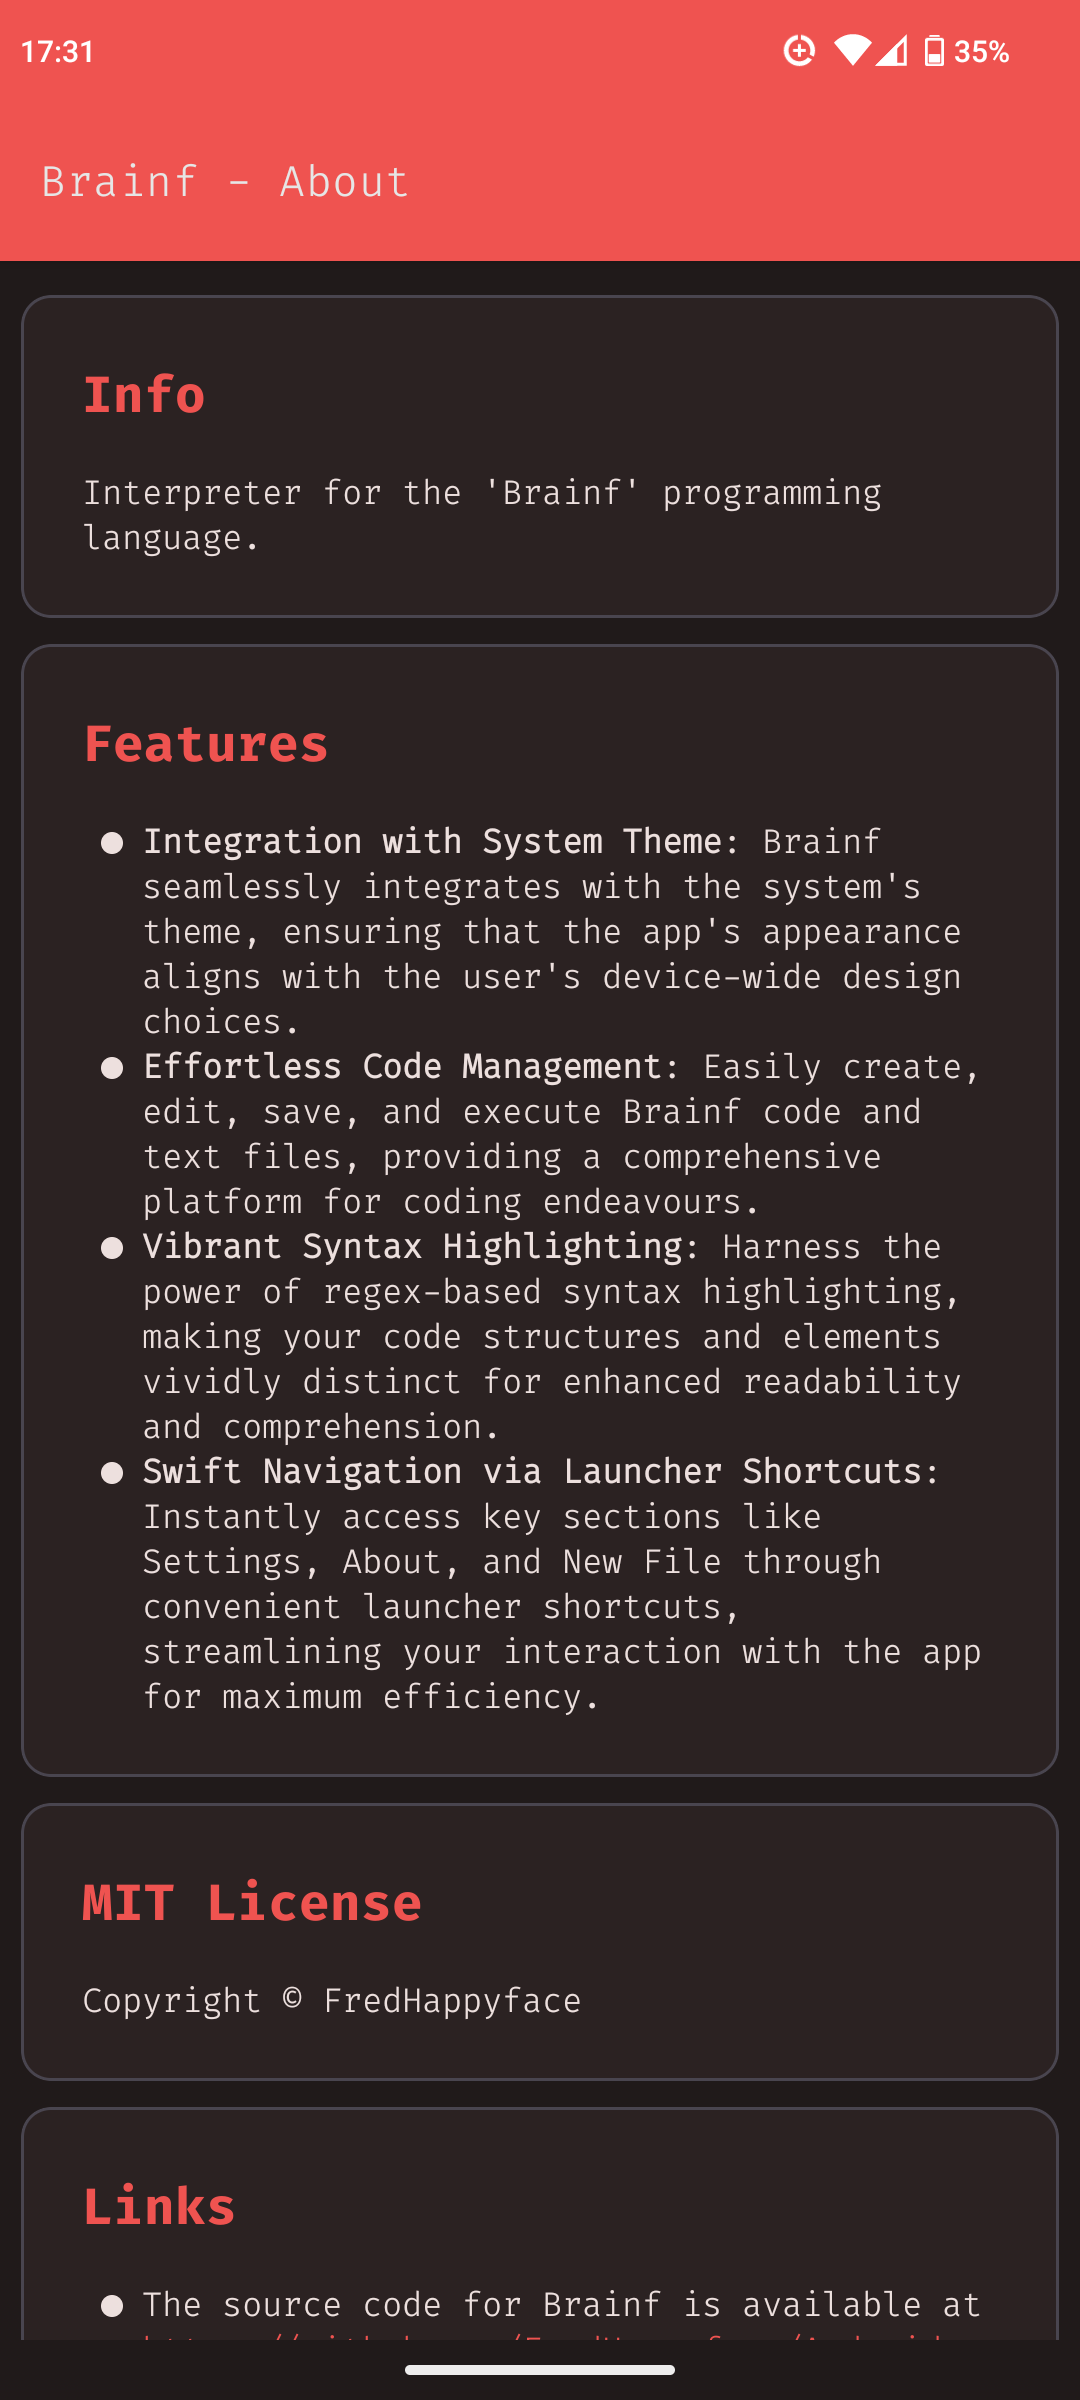 17:31
35%
Brainf - About
Info
Interpreter for the 'Brainf' programming
language.
Features
● Integration with System Theme: Brainf
seamlessly integrates with the system's
theme, ensuring that the app's appearance
aligns with the user's device-wide design
choices.
● Effortless Code Management: Easily create,
edit, save, and execute Brainf code and
text files, providing a comprehensive
platform for coding endeavours.
● Vibrant Syntax Highlighting: Harness the
power of regex-based syntax highlighting,
making your code structures and elements
vividly distinct for enhanced readability
and comprehension.
● Swift Navigation via Launcher Shortcuts:
Instantly access key sections like
Settings, About, and New File through
convenient launcher shortcuts,
streamlining your interaction with the app
for maximum efficiency.
MIT License
Copyright © FredHappyface
Links
● The source code for Brainf is available at